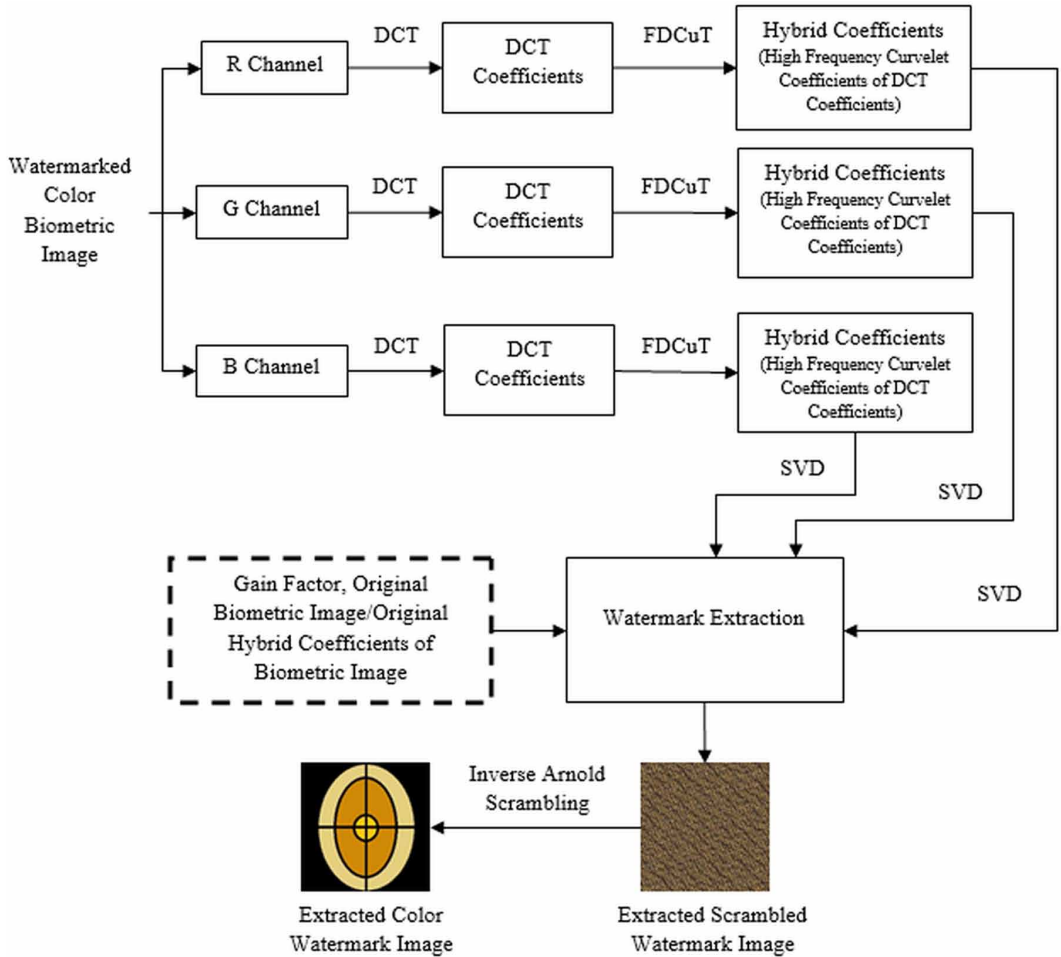 R Channel
DCT
DCT
Coefficients
FDCuT
Hybrid Coefficients
(High Frequency Curvelet
Coefficients of DCT
Coefficients)
Watermarked
Color
Biometric
Image
G Channel
DCT
DCT
Coefficients
FDCuT
Hybrid Coefficients
(High Frequency Curvelet
Coefficients of DCT
Coefficients)
B Channel
DCT
DCT
Coefficients
FDCuT
Hybrid Coefficients
(High Frequency Curvelet
Coefficients of DCT
Coefficients)
SVD
SVD
SVD
Gain Factor, Original
Biometric Image/Original
Hybrid Coefficients of
Biometric Image
Watermark Extraction
Inverse Arnold
Scrambling
Extracted Color
Watermark Image
Extracted Scrambled
Watermark Image